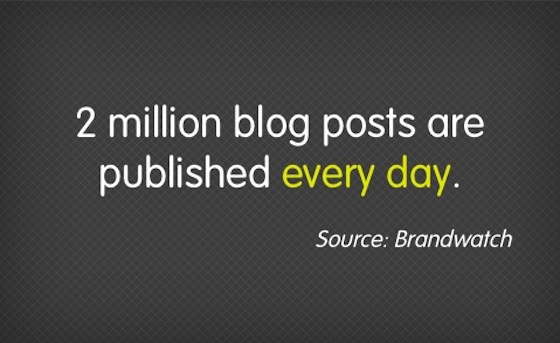 2 million blog posts are
published every day.
Source: Brandwatch